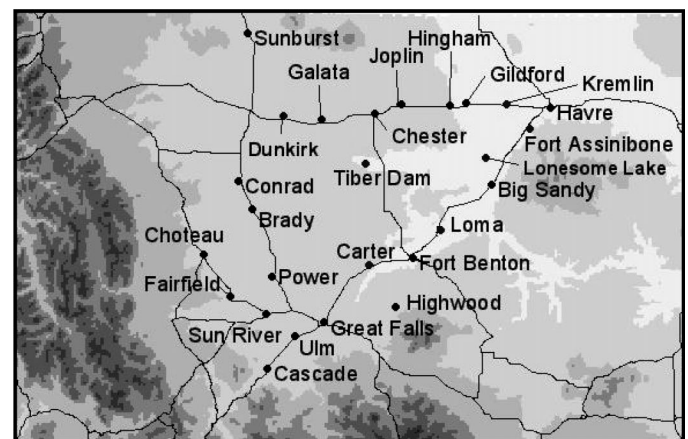 Sunburst
Hingham
Joplin
Galata
Gildford
Kremlin
Havre
Chester
Dunkirk
Fort Assinibone
Lonesome Lake
Tiber Dam
Conrad
Big Sandy
Brady
Loma
Choteau
Carter
Fort Benton
Power
Fairfield
Highwood
Great Falls
Sun River
Ulm
Cascade